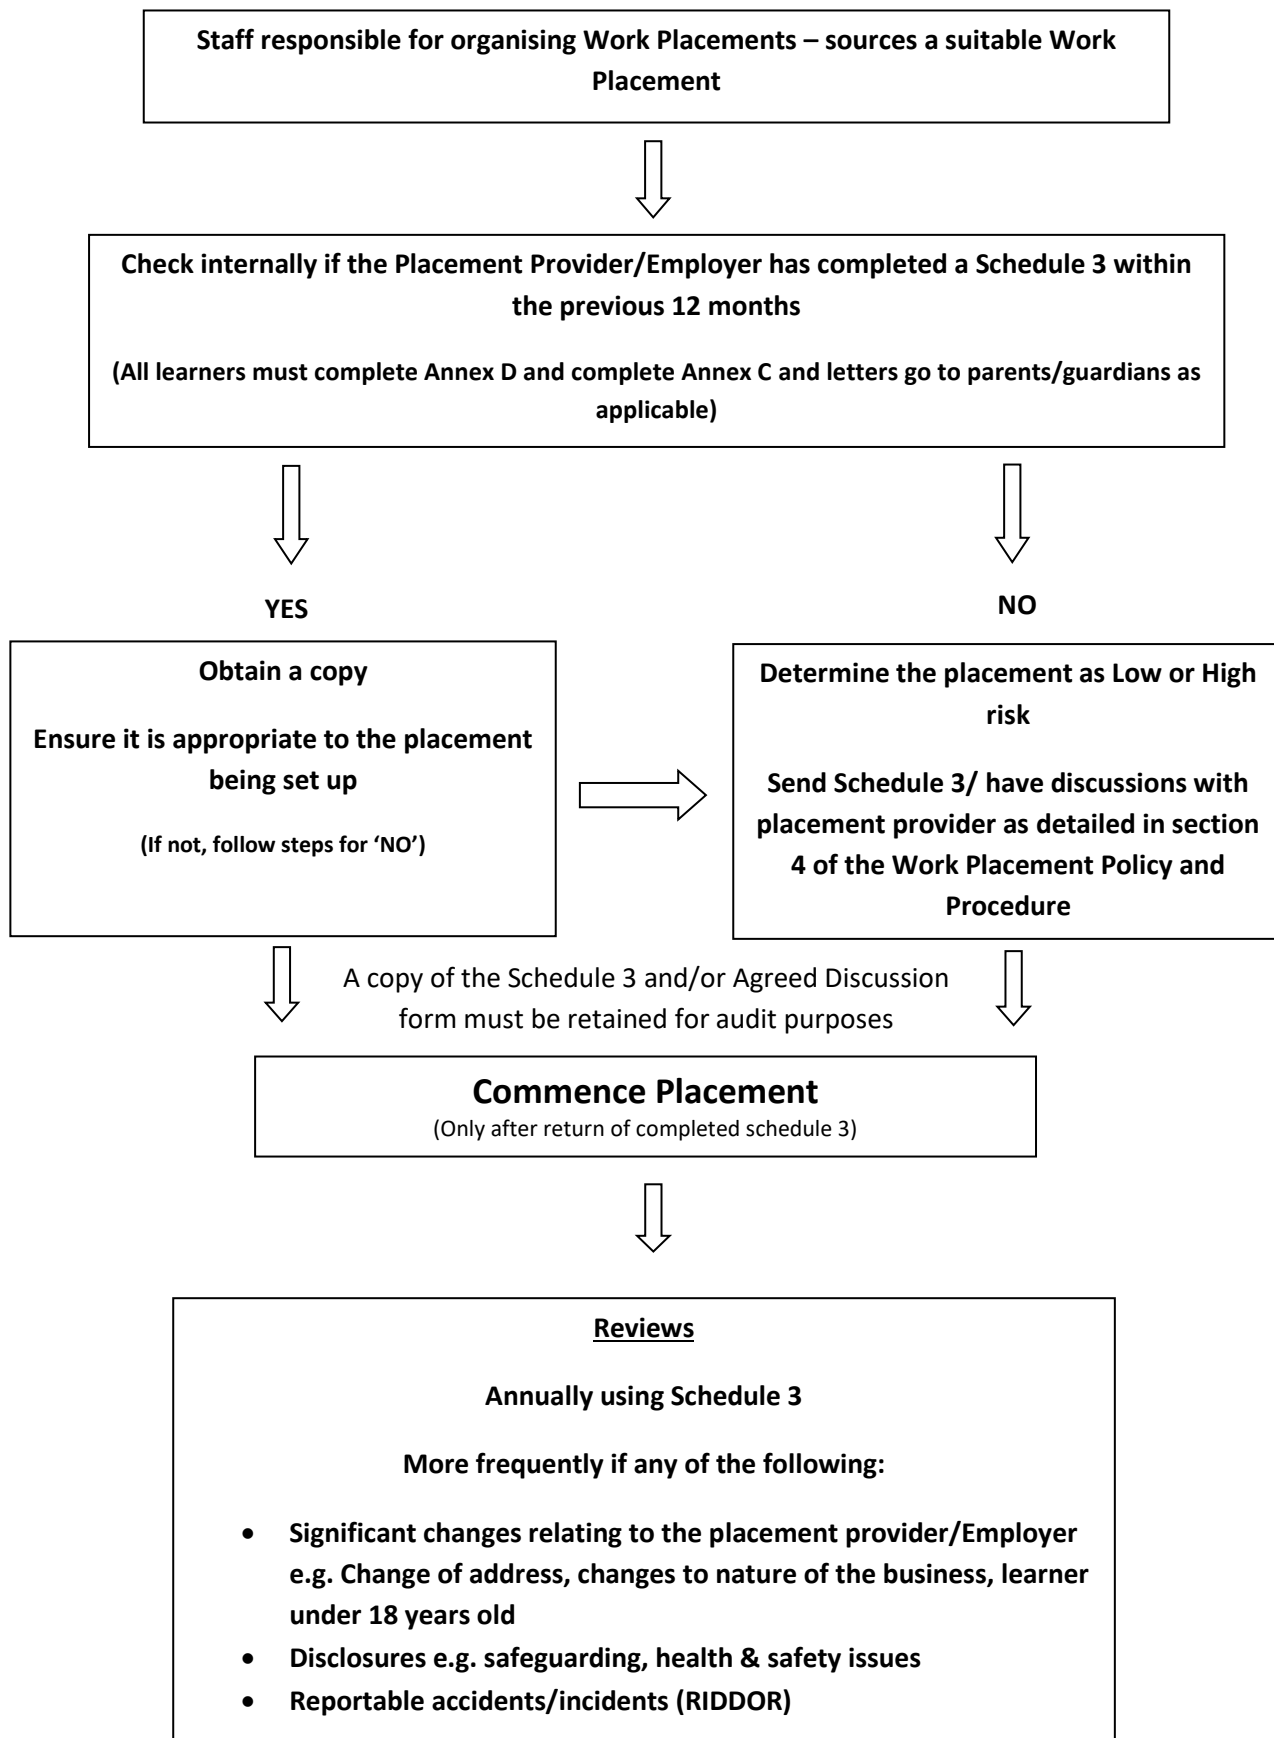 Staff responsible for organising Work Placements – sources a suitable Work
Placement
Check internally if the Placement Provider/Employer has completed a Schedule 3 within
the previous 12 months
(All learners must complete Annex D and complete Annex C and letters go to parents/guardians as
applicable)
YES
Obtain a copy
Ensure it is appropriate to the placement
being set up
(If not, follow steps for ‘NO’)
NO
Determine the placement as Low or High
risk
Send Schedule 3/ have discussions with
placement provider as detailed in section
4 of the Work Placement Policy and
Procedure
A copy of the Schedule 3 and/or Agreed Discussion
form must be retained for audit purposes
Commence Placement
(Only after return of completed schedule 3)
Reviews
Annually using Schedule 3
More frequently if any of the following:
• Significant changes relating to the placement provider/Employer
e.g. Change of address, changes to nature of the business, learner
under 18 years old
• Disclosures e.g. safeguarding, health & safety issues
• Reportable accidents/incidents (RIDDOR)